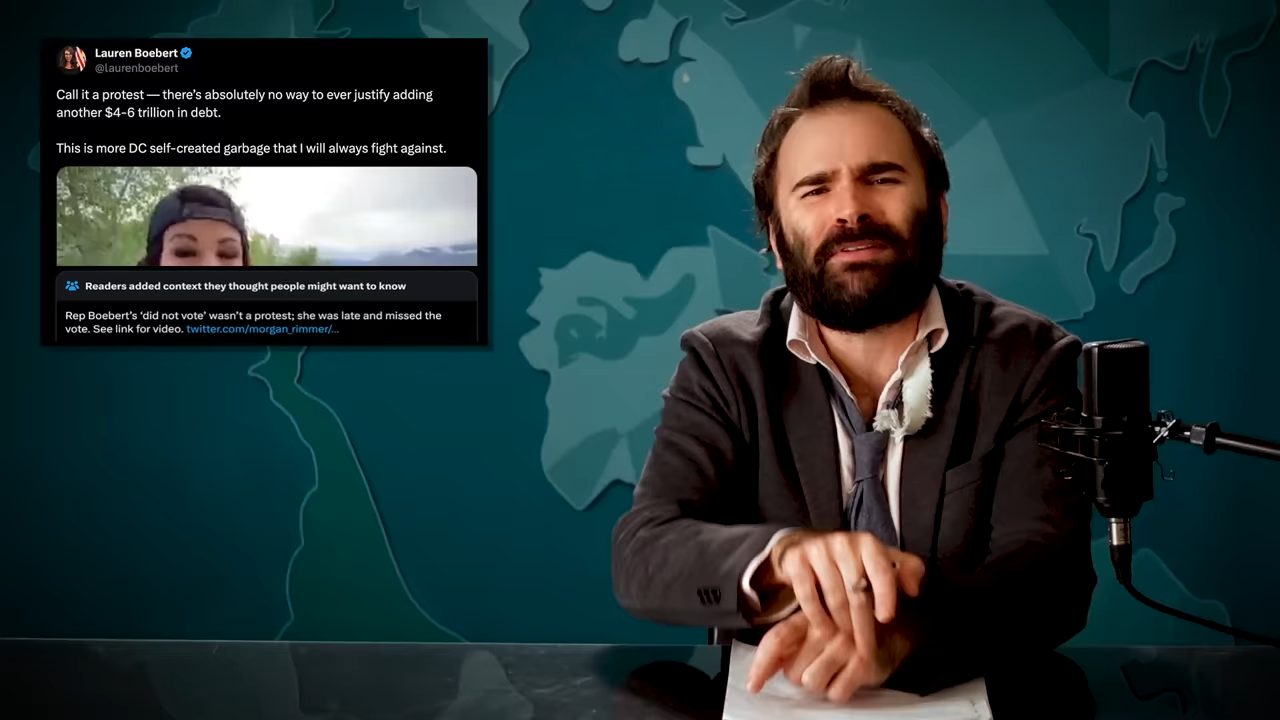 Lauren Boebert
@laurenboebert
Call it a protest — there's absolutely no way to ever justify adding
another $4-6 trillion in debt.
This is more DC self-created garbage that I will always fight against.
Readers added context they thought people might want to know
Rep Boebert's 'did not vote' wasn't a protest; she was late and missed the
vote. See link for video. twitter.com/morgan_rimmer/...